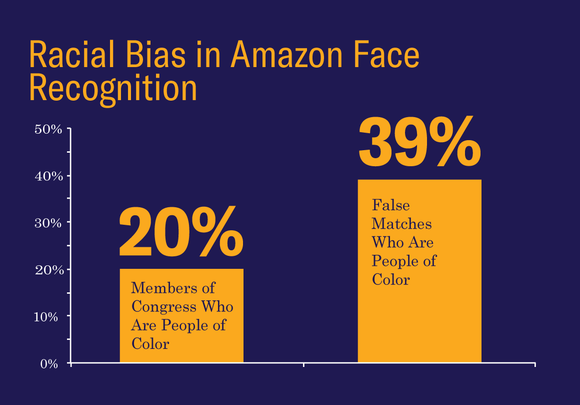 Racial Bias in Amazon Face
Recognition
50%
40%
30%
20%
10%
0%
20%
Members of
Congress Who
Are People of
Color
39%
False
Matches
Who Are
People of
Color